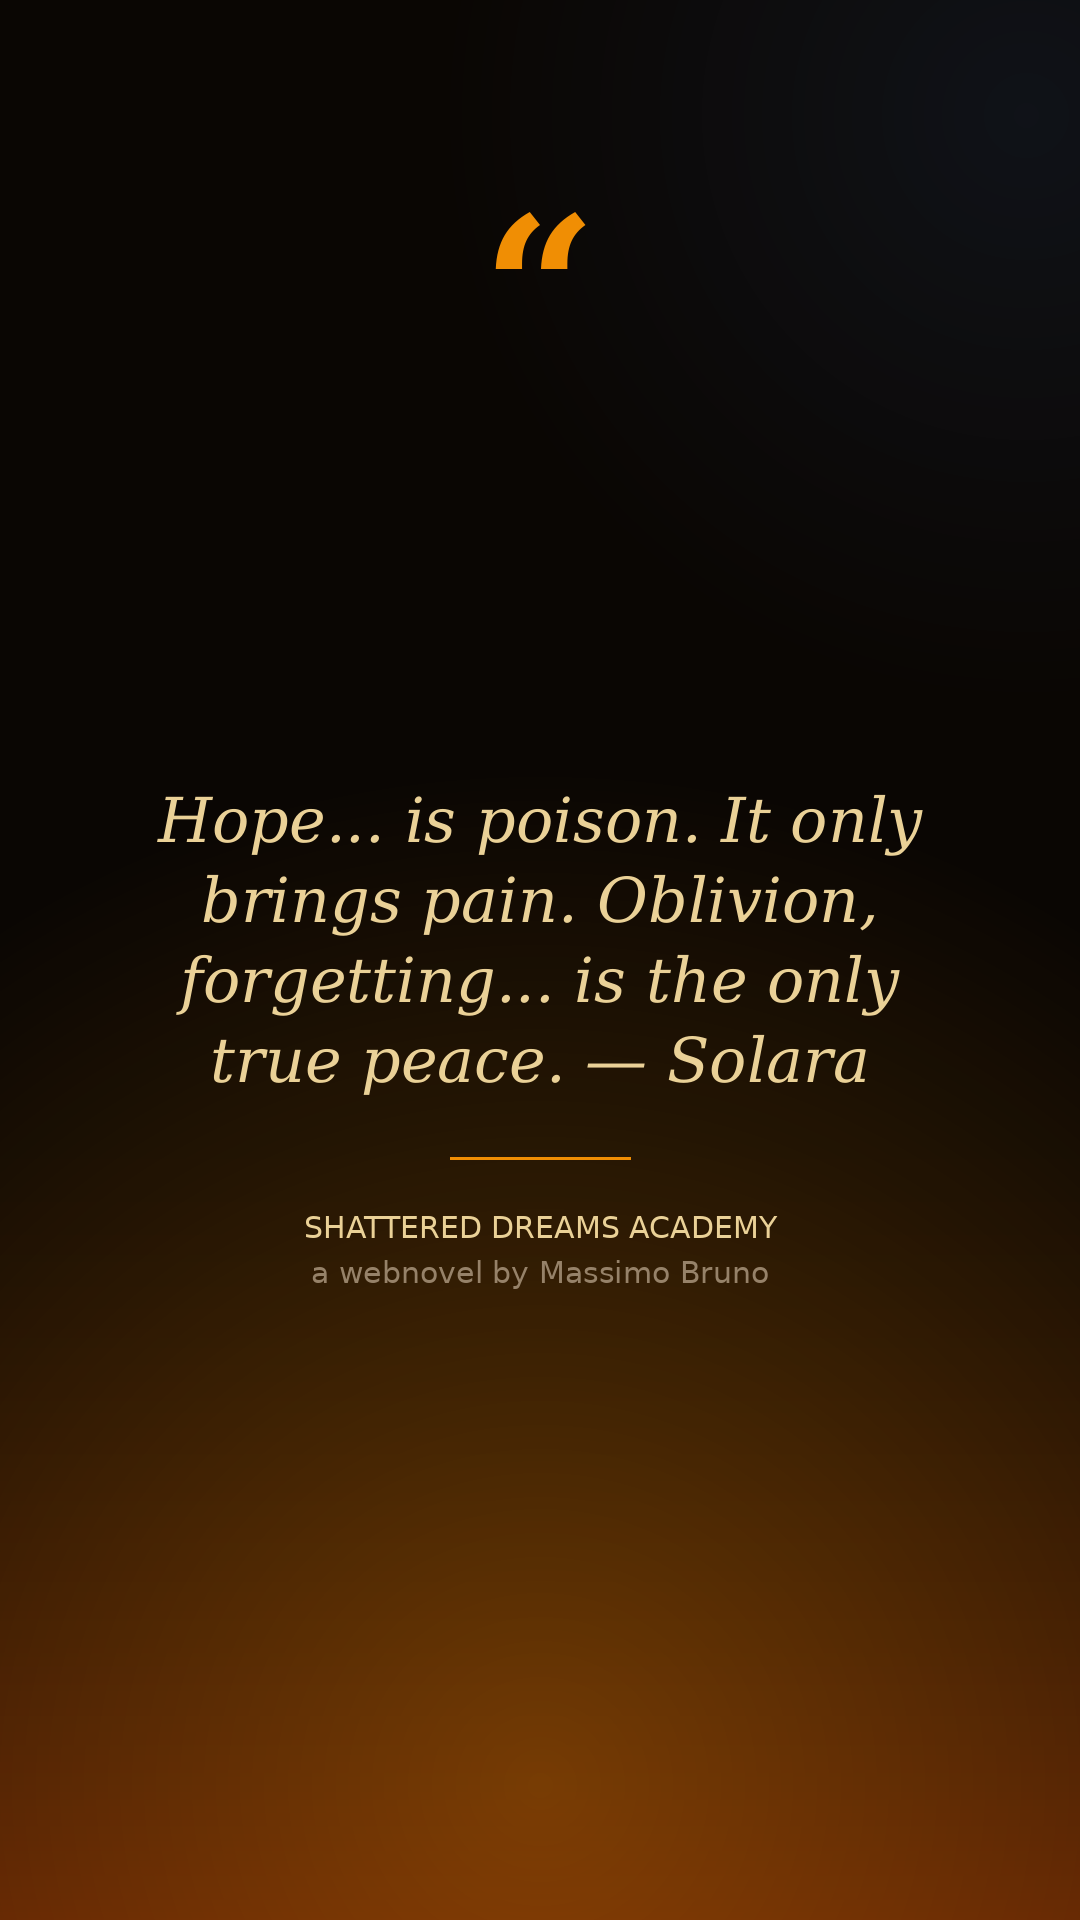 “
Hope... is poison. It only
brings pain. Oblivion,
forgetting... is the only
true peace. — Solara
SHATTERED DREAMS ACADEMY
a webnovel by Massimo Bruno